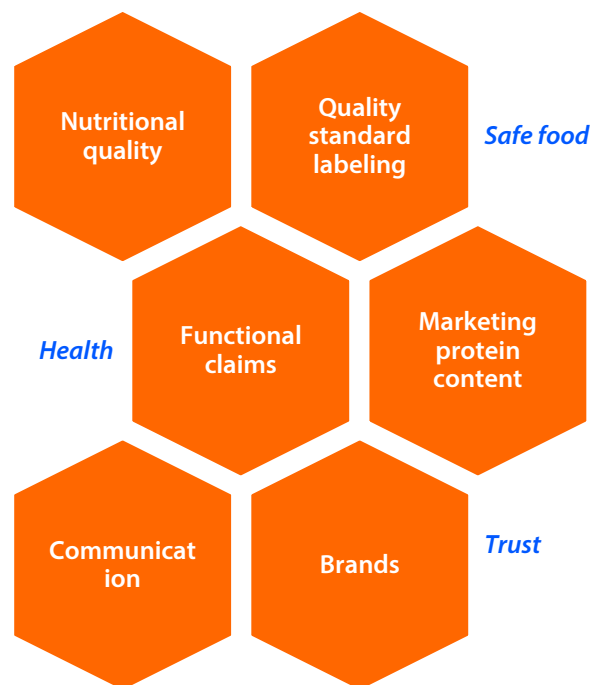 Nutritional
quality
Quality
standard
labeling
Safe food
Health
Functional
claims
Marketing
protein
content
Communicat
ion
Brands
Trust